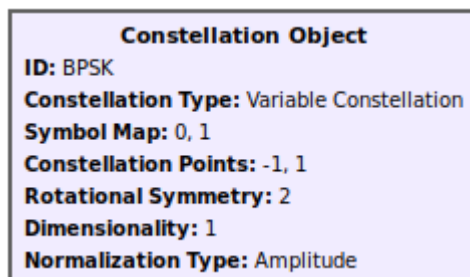 Constellation Object
ID: BPSK
Constellation Type: Variable Constellation
Symbol Map: 0, 1
Constellation Points: -1, 1
Rotational Symmetry: 2
Dimensionality: 1
Normalization Type: Amplitude